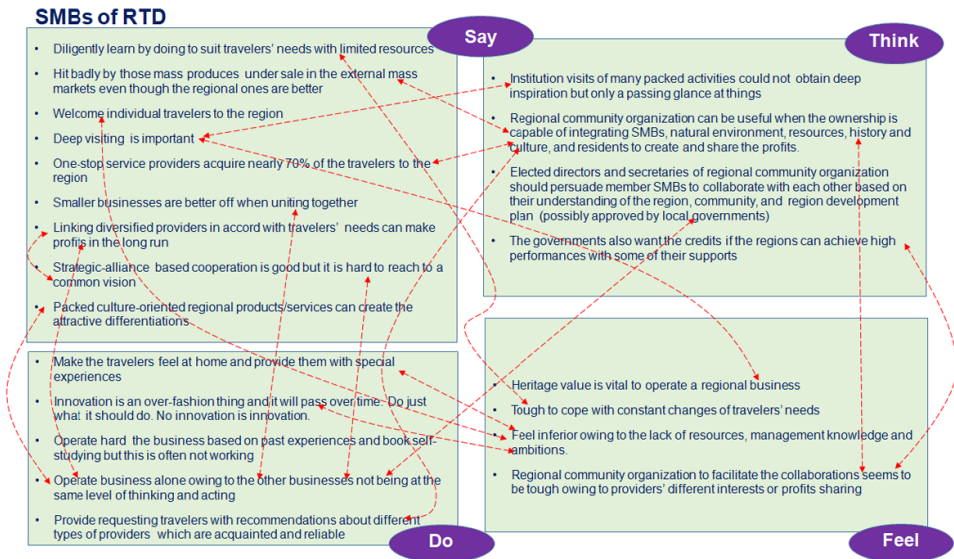 SMBs of RTD
Say
• Diligently learn by doing to suit travelers' needs with limited resources
• Hit badly by those mass produces under sale in the external mass
markets even though the regional ones are better
• Welcome individual travelers to the region
• Deep visiting is important
• One-stop service providers acquire nearly 70% of the travelers to the
region
• Smaller businesses are better off when uniting together
• Linking diversified providers in accord with travelers' needs can make
profits in the long run
• Strategic-alliance based cooperation is good but it is hard to reach to a
common vision
• Packed culture-oriented regional products/services can create the
attractive differentiations
Think
• Institution visits of many packed activities could not obtain deep
inspiration but only a passing glance at things
• Regional community organization can be useful when the ownership is
capable of integrating SMBs, natural environment, resources, history and
culture, and residents to create and share the profits.
• Elected directors and secretaries of regional community organization
should persuade member SMBs to collaborate with each other based on
their understanding of the region, community, and region development
plan (possibly approved by local governments)
• The governments also want the credits if the regions can achieve high
performances with some of their supports
• Make the travelers feel at home and provide them with special
experiences
• Innovation is an over-fashion thing and it will pass over time. Do just
what it should do. No innovation is innovation.
• Operate hard the business based on past experiences and book self-
studying but this is often not working
• Operate business alone owing to the other businesses not being at the
same level of thinking and acting
• Provide requesting travelers with recommendations about different
types of providers which are acquainted and reliable
Do
• Heritage value is vital to operate a regional business
• Tough to cope with constant changes of travelers' needs
• Feel inferior owing to the lack of resources, management knowledge and
ambitions.
• Regional community organization to facilitate the collaborations seems to
be tough owing to providers' different interests or profits sharing
Feel